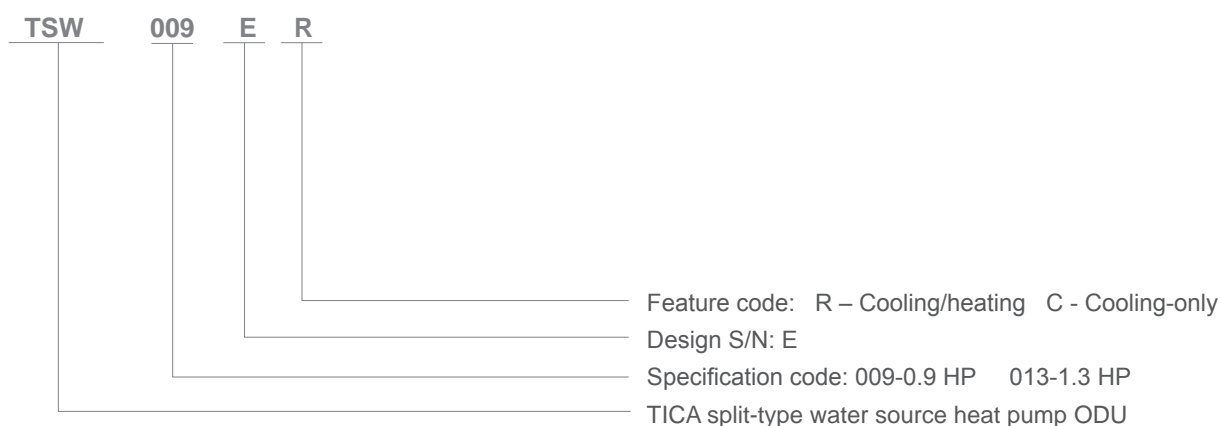 TSW 009 E R
Feature code: R – Cooling/heating C - Cooling-only
Design S/N: E
Specification code: 009-0.9 HP 013-1.3 HP
TICA split-type water source heat pump ODU